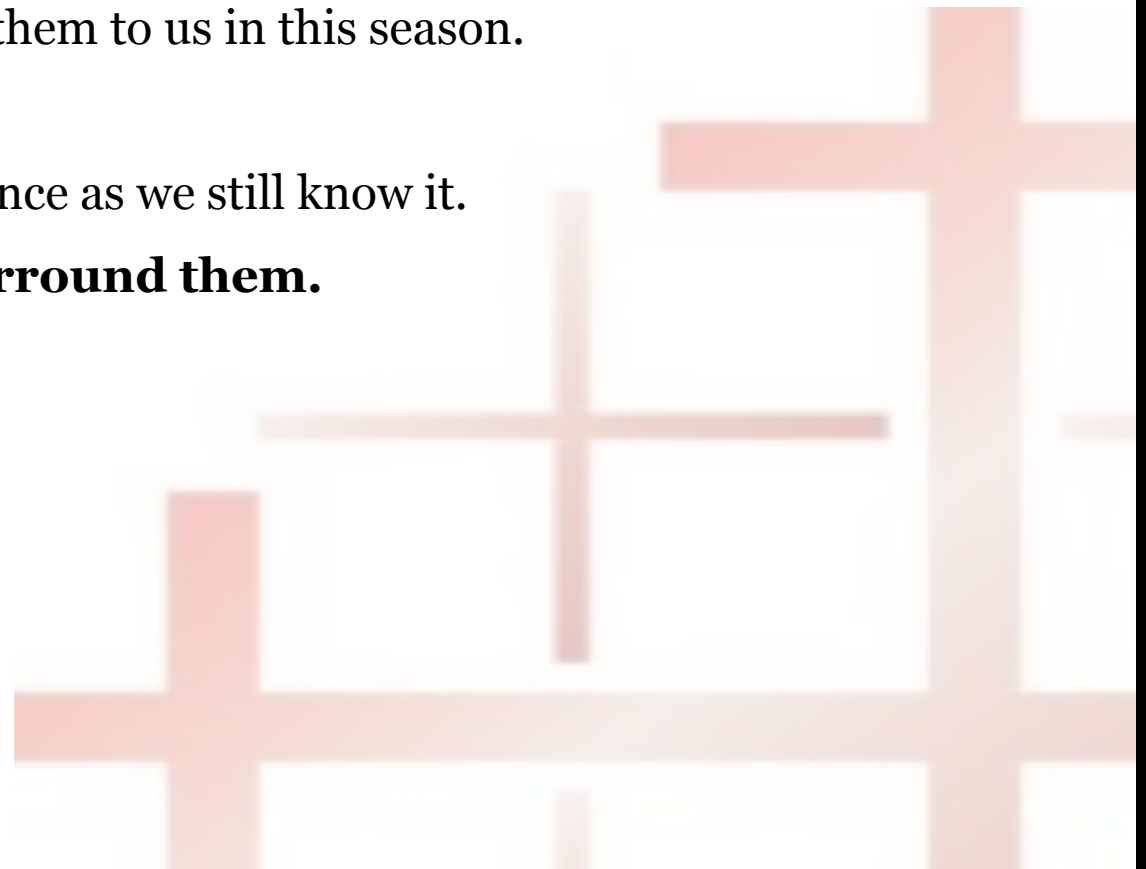 them to us in this season.
nce as we still know it.
rround them.